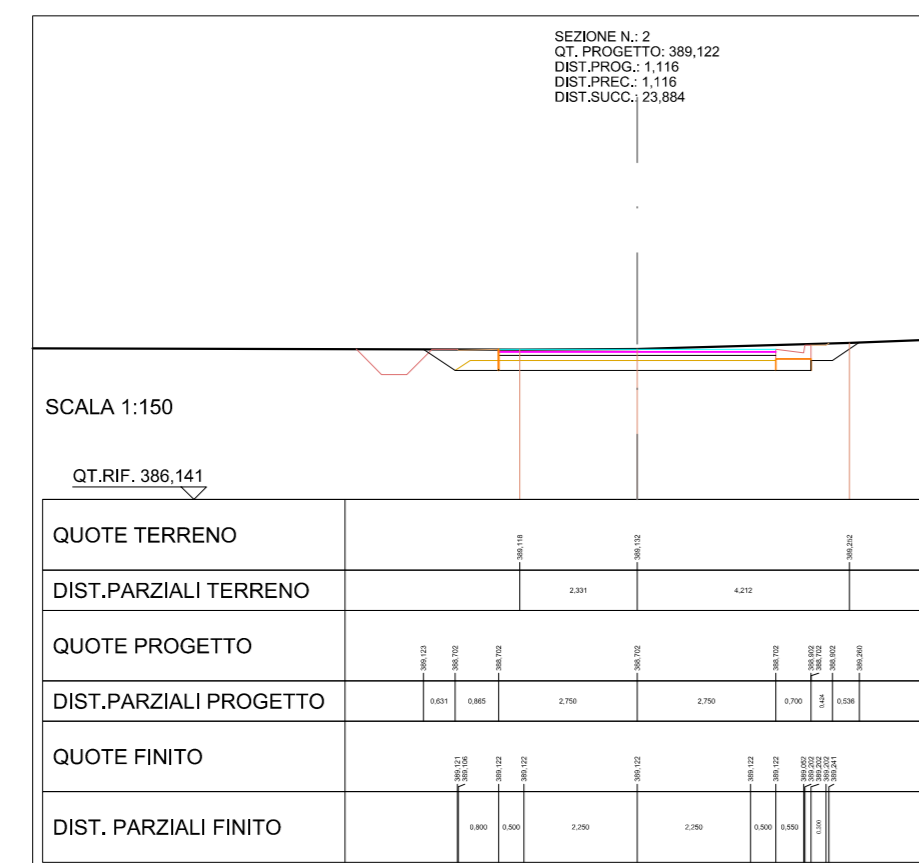 SEZIONE N.: 2
QT. PROGETTO: 389,122
DIST.PROG.: 1,116
DIST.PREC.: 1,116
DIST.SUCC.: 23,884
SCALA 1:150
QT.RIF. 386,141
QUOTE TERRENO
389,118 389,132 389,252
DIST.PARZIALI TERRENO
2,331 4,212
QUOTE PROGETTO
389,123 388,702 388,702 388,702 388,702 388,902 388,702 388,902 389,260
DIST.PARZIALI PROGETTO
0,631 0,865 2,750 2,750 0,700 0,424 0,536
QUOTE FINITO
389,121 389,106 389,122 389,122 389,122 389,122 389,122 389,052 389,202 389,202 389,202 389,241
DIST. PARZIALI FINITO
0,800 0,500 2,250 2,250 0,500 0,550 0,300